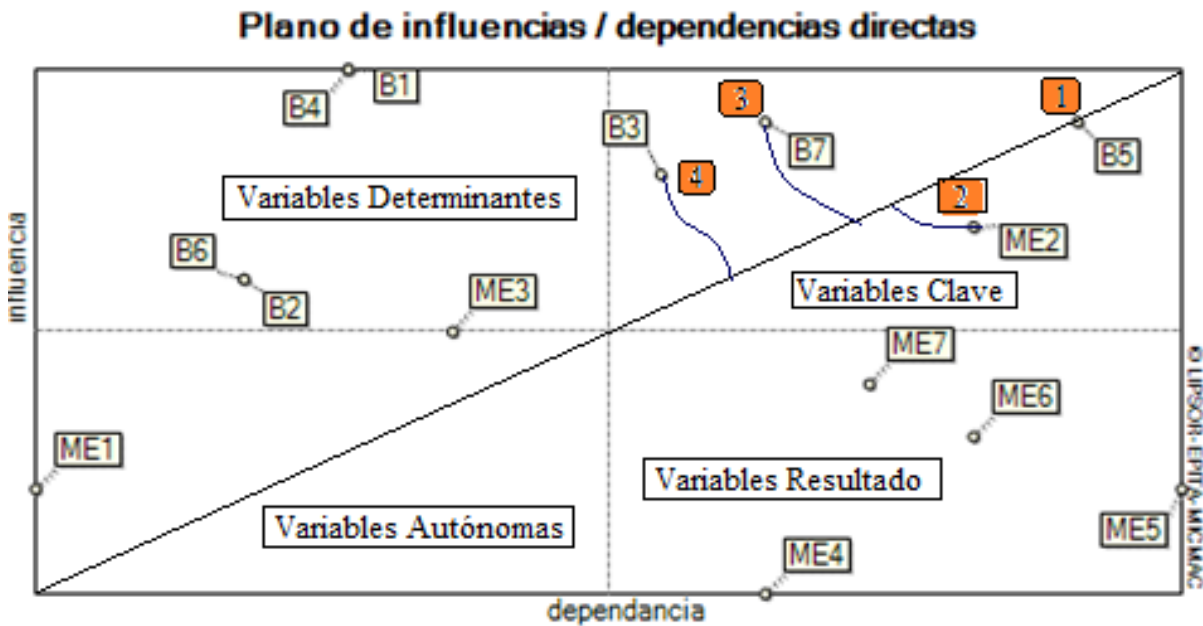 Plano de influencias / dependencias directas
B4
B1
B3
3
B7
1
B5
4
Variables Determinantes
2
ME2
influencia
B6
B2
ME3
Variables Clave
ME7
ME6
ME1
Variables Resultado
Variables Autónomas
ME4
ME5
dependancia
© LIPSOR-EPITA-MICMAC